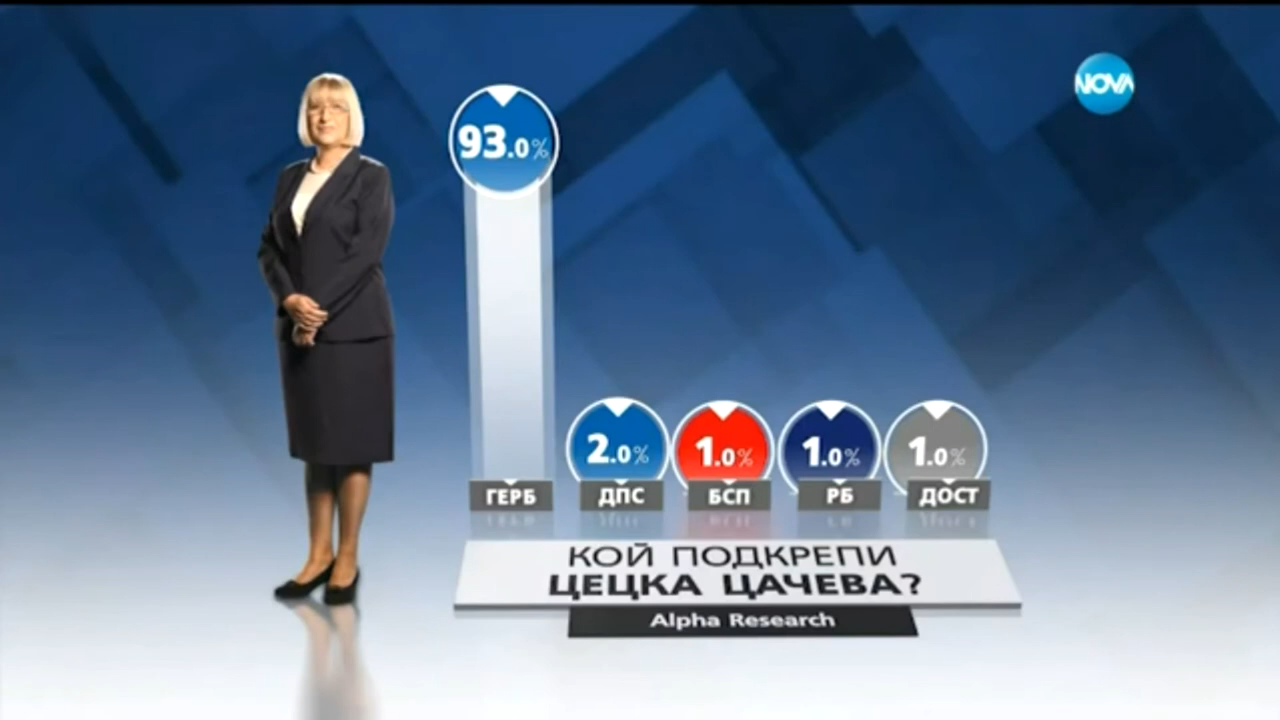 NOVA
93.0%
2.0%
1.0%
1.0%
1.0%
ГЕРБ
ДПС
БСП
РБ
ДОСТ
КОЙ ПОДКРЕПИ
ЦЕЦКА ЦАЧЕВА?
Alpha Research